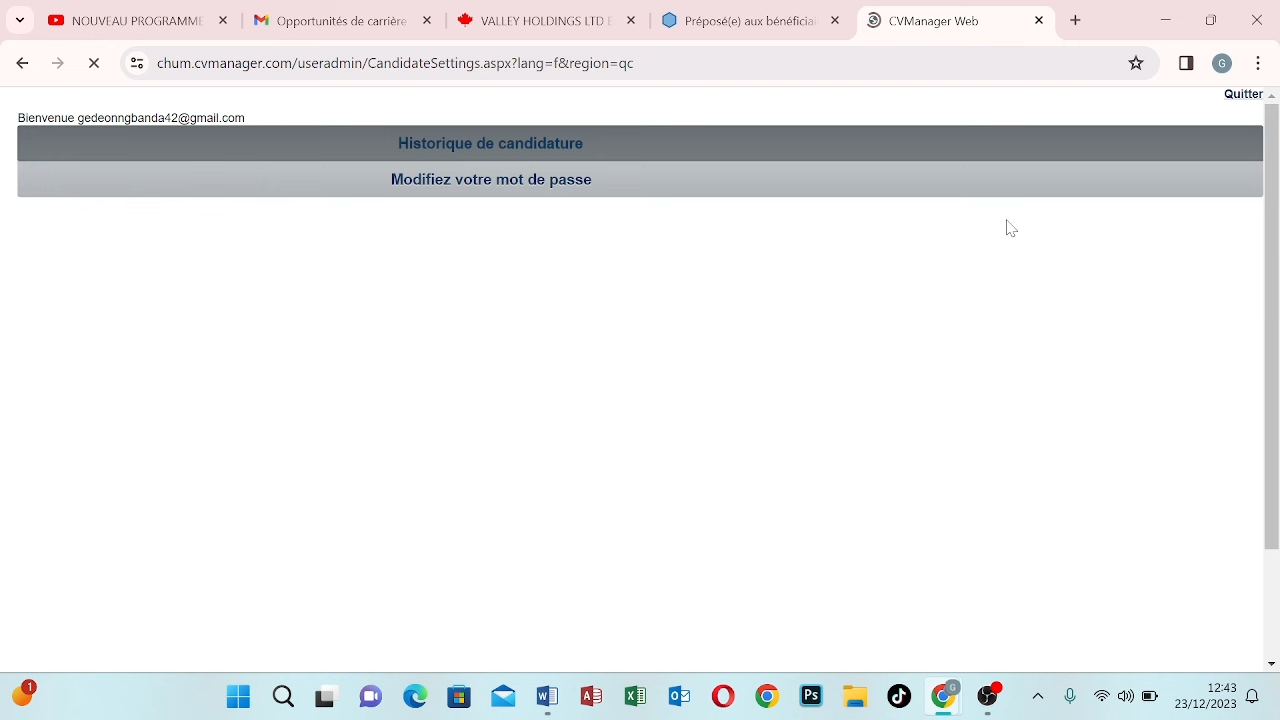 NOUVEAU PROGRAMME
Opportunités de carrière
VALLEY HOLDINGS LTD
Préposé(e) aux bénéficiai
CVManager Web
chum.cvmanager.com/useradmin/CandidateSettings.aspx?lang=f&region=qc
G
Quitter
Bienvenue gedeonngbanda42@gmail.com
Historique de candidature
Modifiez votre mot de passe
1
Ps
G
12:43
23/12/2023